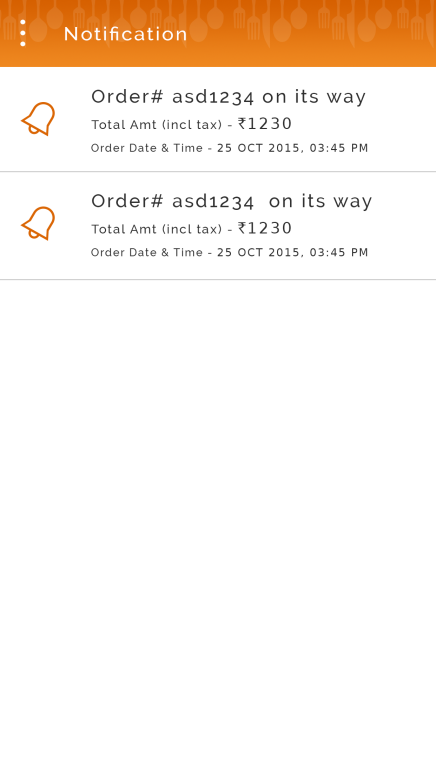 Notification
Order# asd1234 on its way
Total Amt (incl tax) - ₹1230
Order Date & Time - 25 OCT 2015, 03:45 PM
Order# asd1234  on its way
Total Amt (incl tax) - ₹1230
Order Date & Time - 25 OCT 2015, 03:45 PM